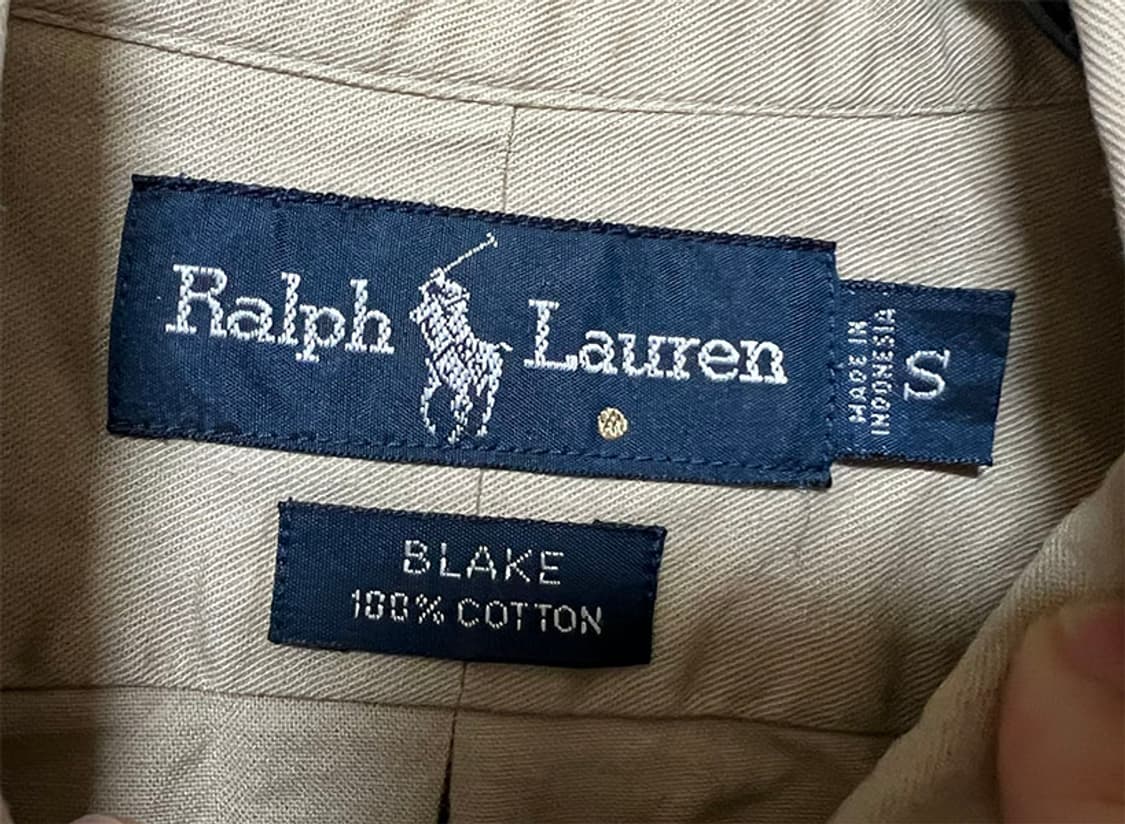 Ralph Lauren
MADE IN
INDONESIA
S
BLAKE
100% COTTON